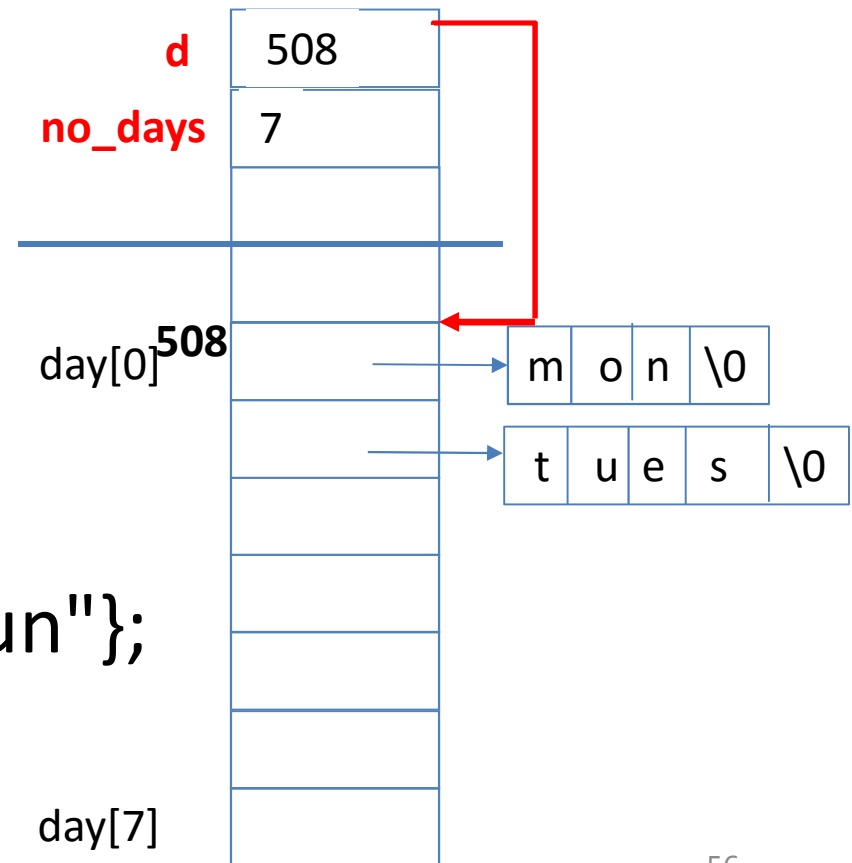 d 508
no_days 7
508
day[0] m o n \0
t u e s \0
un"};
day[7]